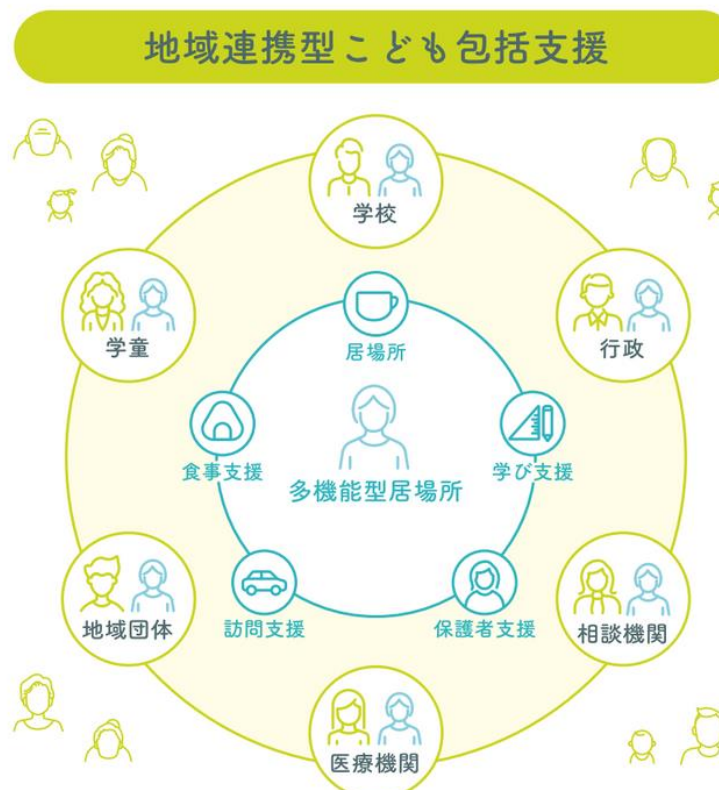 地域連携型こども包括支援
学校
学童
行政
居場所
食事支援
学び支援
多機能型居場所
地域団体
訪問支援
保護者支援
相談機関
医療機関